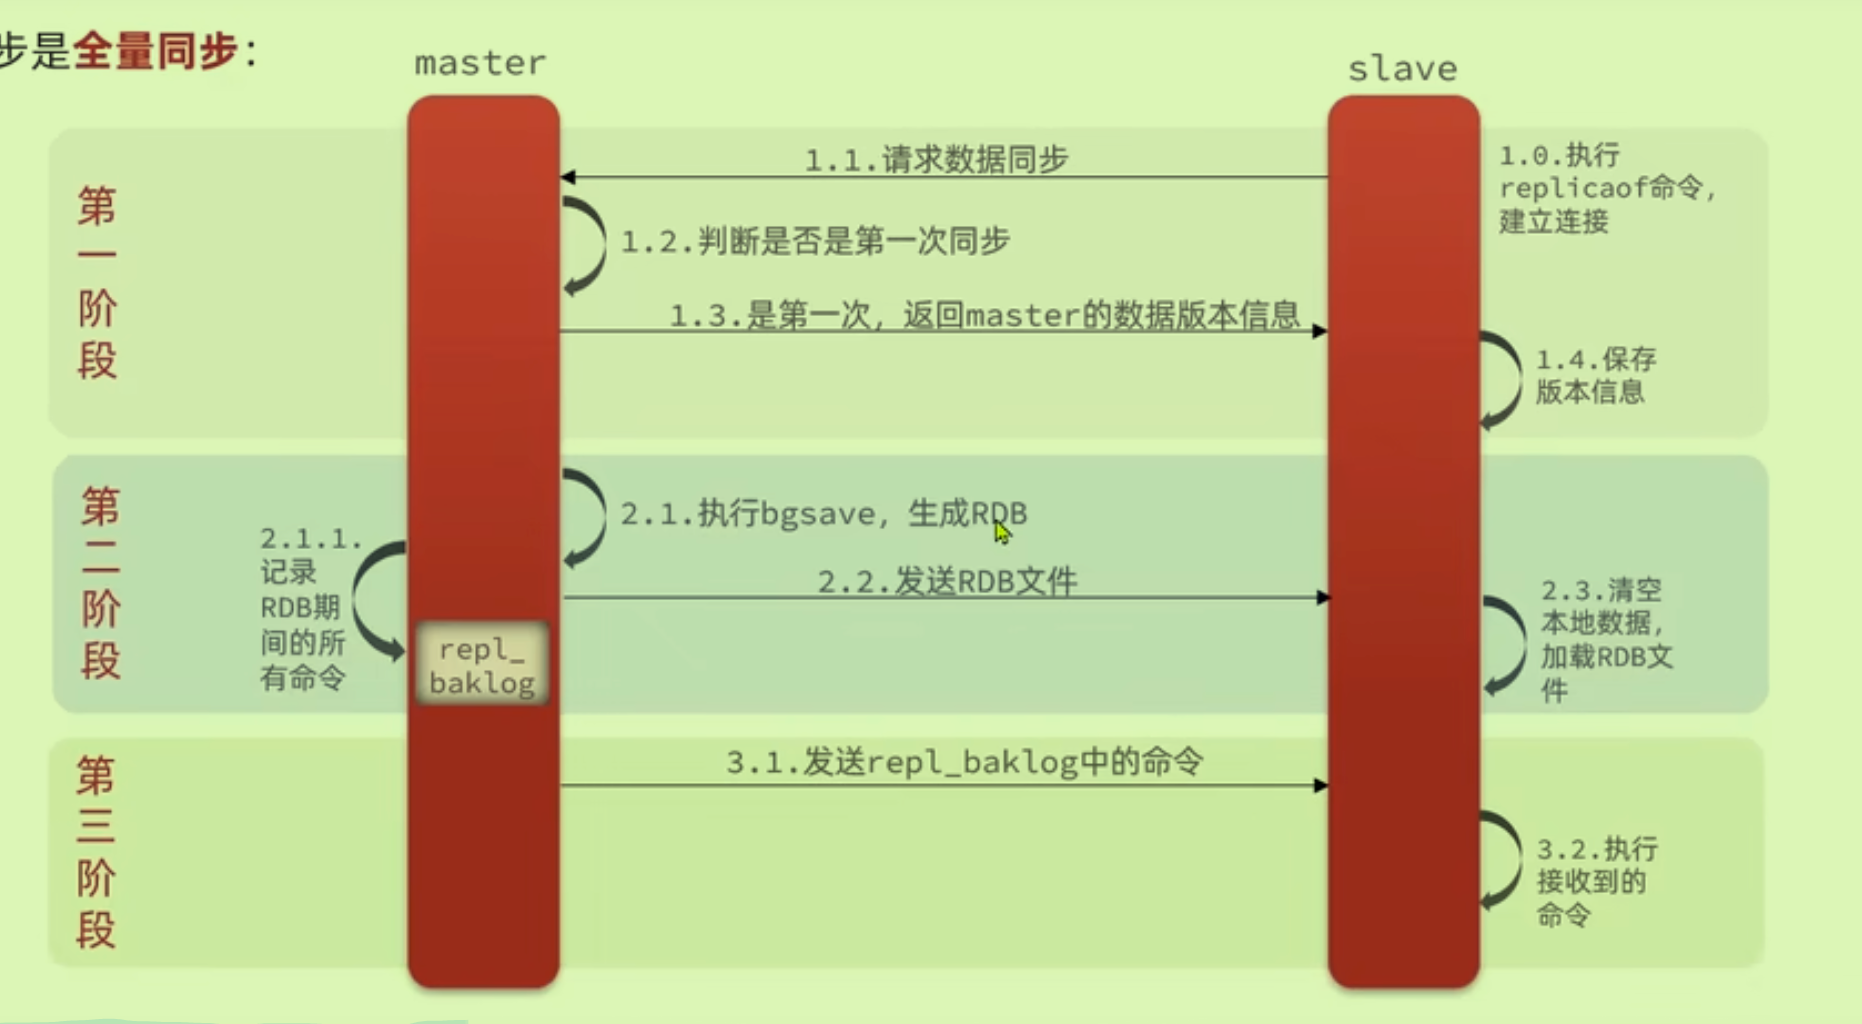 步是全量同步：
master
slave
第一阶段
1.0.执行
replicaof命令，
建立连接
1.1.请求数据同步
1.2.判断是否是第一次同步
1.3.是第一次，返回master的数据版本信息
1.4.保存
版本信息
第二阶段
2.1.执行bgsave，生成RDB
2.1.1.
记录
RDB期
间的所
有命令
repl_
baklog
2.2.发送RDB文件
2.3.清空
本地数据，
加载RDB文
件
第三阶段
3.1.发送repl_baklog中的命令
3.2.执行
接收到的
命令